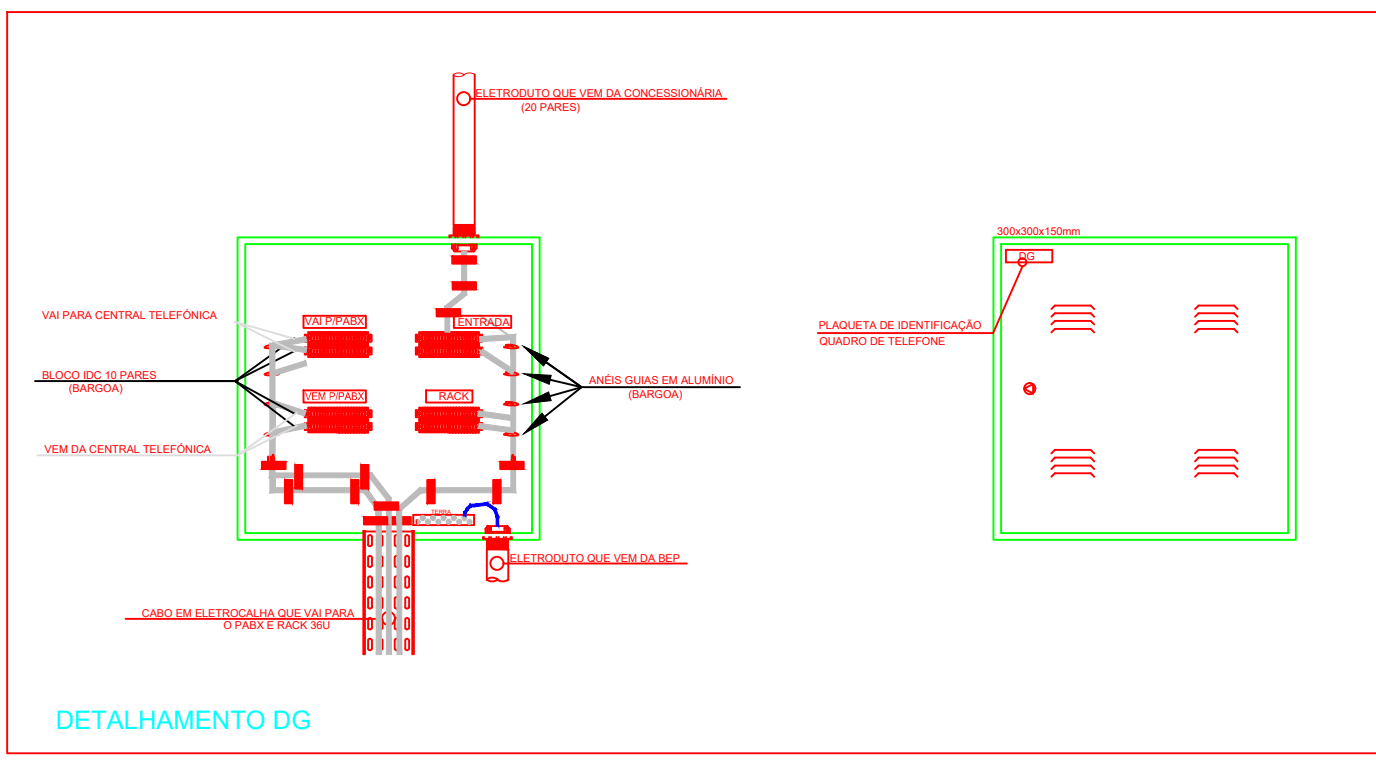 ELETRODUTO QUE VEM DA CONCESSIONÁRIA
(20 PARES)
300x300x150mm
DG
VAI PARA CENTRAL TELEFÓNICA
VAI P/PABX
ENTRADA
PLAQUETA DE IDENTIFICAÇÃO
QUADRO DE TELEFONE
BLOCO IDC 10 PARES
(BARGOA)
ANÉIS GUIAS EM ALUMÍNIO
(BARGOA)
VEM P/PABX
RACK
VEM DA CENTRAL TELEFÓNICA
TERRA
ELETRODUTO QUE VEM DA BEP
CABO EM ELETROCALHA QUE VAI PARA
O PABX E RACK 36U
DETALHAMENTO DG